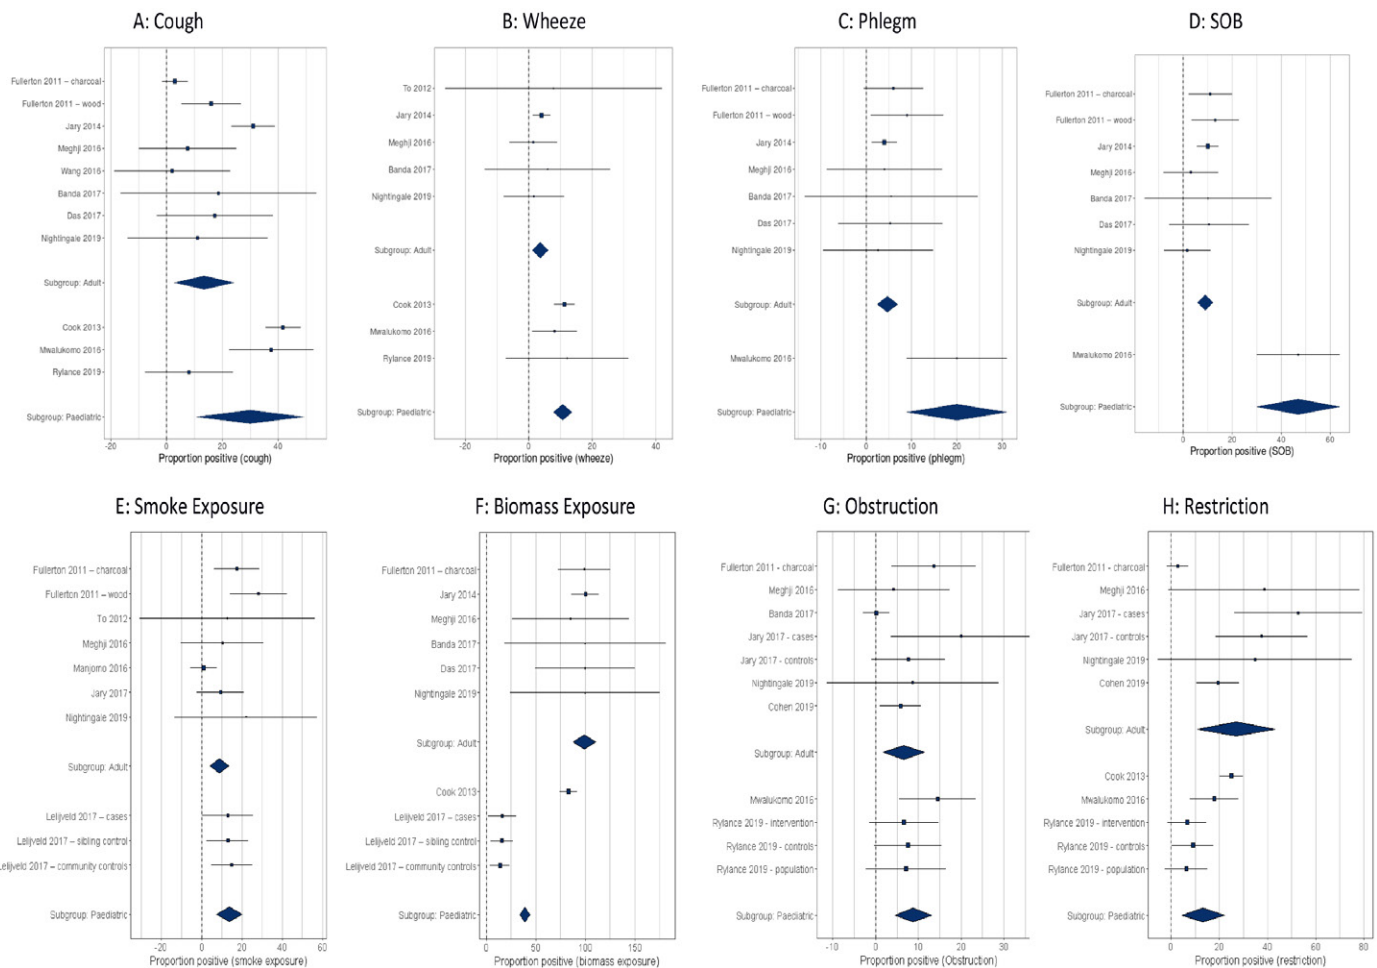 A: Cough
Fullerton 2011 – charcoal
Fullerton 2011 – wood
Jary 2014
Meghji 2016
Wang 2016
Banda 2017
Das 2017
Nightingale 2019
Subgroup: Adult
Cook 2013
Mwalukomo 2016
Rylance 2019
Subgroup: Paediatric
-20 0 20 40
Proportion positive (cough)
B: Wheeze
To 2012
Jary 2014
Meghji 2016
Banda 2017
Nightingale 2019
Subgroup: Adult
Cook 2013
Mwalukomo 2016
Rylance 2019
Subgroup: Paediatric
-20 0 20 40
Proportion positive (wheeze)
C: Phlegm
Fullerton 2011 – charcoal
Fullerton 2011 – wood
Jary 2014
Meghji 2016
Banda 2017
Das 2017
Nightingale 2019
Subgroup: Adult
Mwalukomo 2016
Subgroup: Paediatric
-10 0 10 20 30
Proportion positive (phlegm)
D: SOB
Fullerton 2011 – charcoal
Fullerton 2011 – wood
Jary 2014
Meghji 2016
Banda 2017
Das 2017
Nightingale 2019
Subgroup: Adult
Mwalukomo 2016
Subgroup: Paediatric
0 20 40 60
Proportion positive (SOB)
E: Smoke Exposure
Fullerton 2011 – charcoal
Fullerton 2011 – wood
To 2012
Meghji 2016
Manjomo 2016
Jary 2017
Nightingale 2019
Subgroup: Adult
Lelijveld 2017 – cases
Lelijveld 2017 – sibling control
Lelijveld 2017 – community controls
Subgroup: Paediatric
-20 0 20 40 60
Proportion positive (smoke exposure)
F: Biomass Exposure
Fullerton 2011 – charcoal
Jary 2014
Meghji 2016
Banda 2017
Das 2017
Nightingale 2019
Subgroup: Adult
Cook 2013
Lelijveld 2017 – cases
Lelijveld 2017 – sibling control
Lelijveld 2017 – community controls
Subgroup: Paediatric
0 50 100 150
Proportion positive (biomass exposure)
G: Obstruction
Fullerton 2011 - charcoal
Meghji 2016
Banda 2017
Jary 2017 - cases
Jary 2017 - controls
Nightingale 2019
Cohen 2019
Subgroup: Adult
Mwalukomo 2016
Rylance 2019 - intervention
Rylance 2019 - controls
Rylance 2019 - population
Subgroup: Paediatric
-10 0 10 20 30
Proportion positive (Obstruction)
H: Restriction
Fullerton 2011 - charcoal
Meghji 2016
Jary 2017 - cases
Jary 2017 - controls
Nightingale 2019
Cohen 2019
Subgroup: Adult
Cook 2013
Mwalukomo 2016
Rylance 2019 - intervention
Rylance 2019 - controls
Rylance 2019 - population
Subgroup: Paediatric
0 20 40 60 80
Proportion positive (restriction)